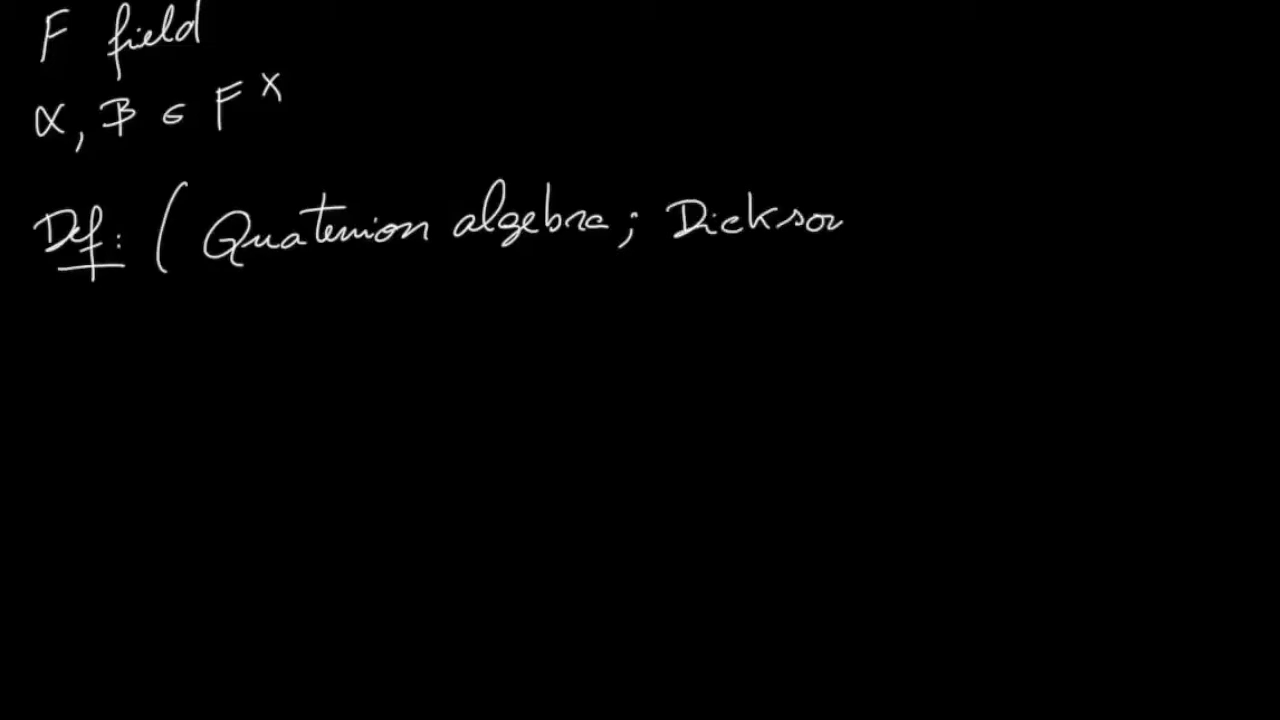 F field
α, β ∈ F^×
Def: ( Quaternion algebra; Dickson